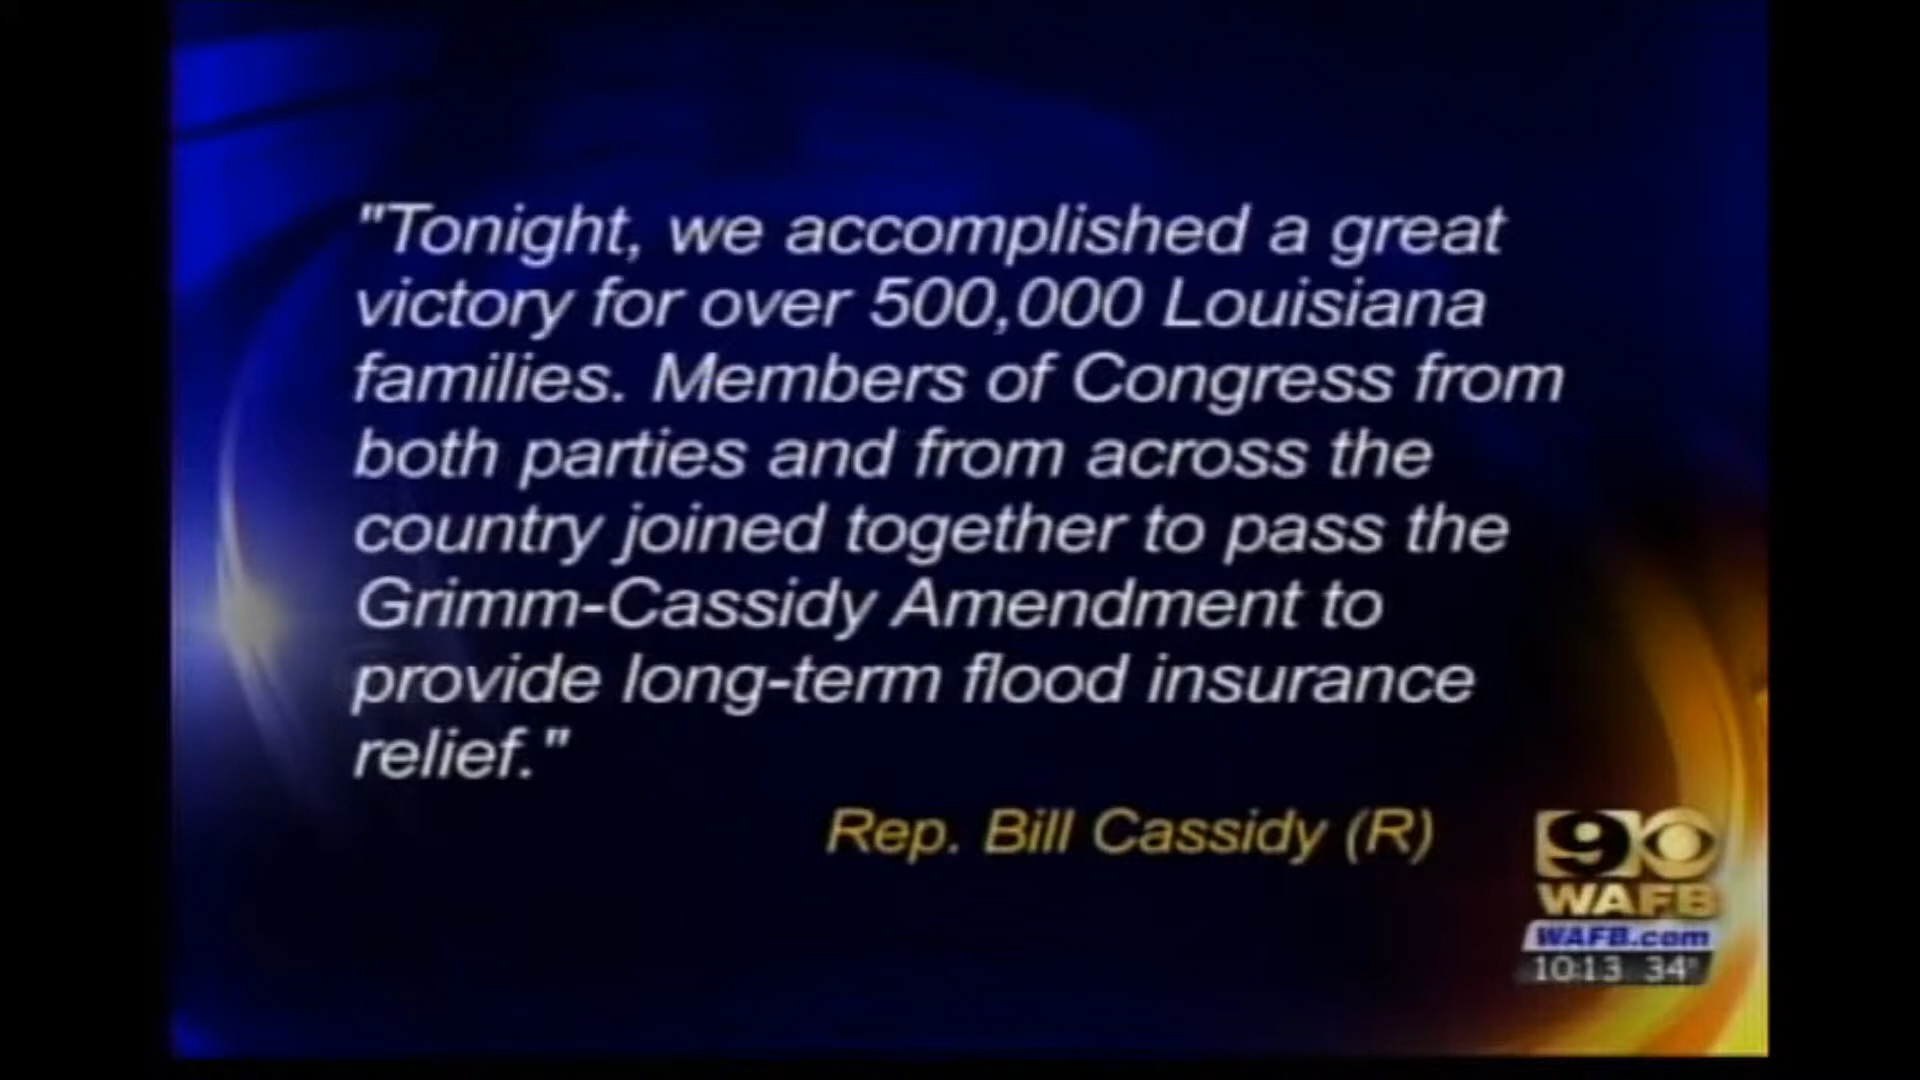 "Tonight, we accomplished a great
victory for over 500,000 Louisiana
families. Members of Congress from
both parties and from across the
country joined together to pass the
Grimm-Cassidy Amendment to
provide long-term flood insurance
relief."
Rep. Bill Cassidy (R)
9
WAFB
WAFB.com
10:13 34°